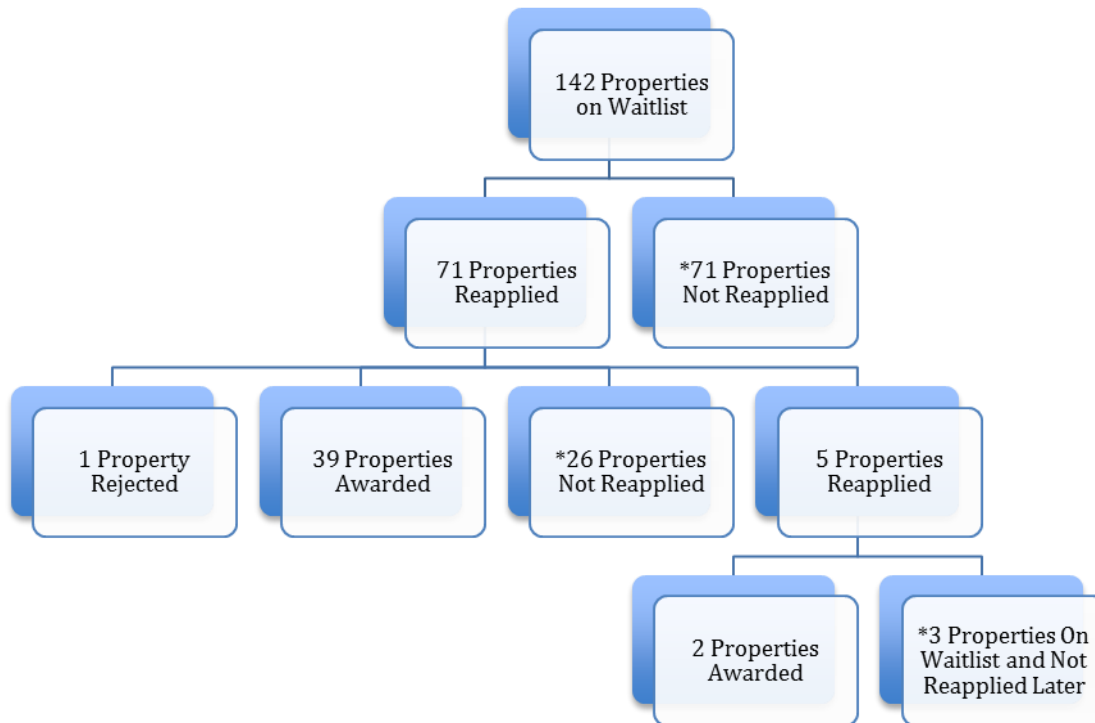 142 Properties
on Waitlist
71 Properties
Reapplied
*71 Properties
Not Reapplied
1 Property
Rejected
39 Properties
Awarded
*26 Properties
Not Reapplied
5 Properties
Reapplied
2 Properties
Awarded
*3 Properties On
Waitlist and Not
Reapplied Later